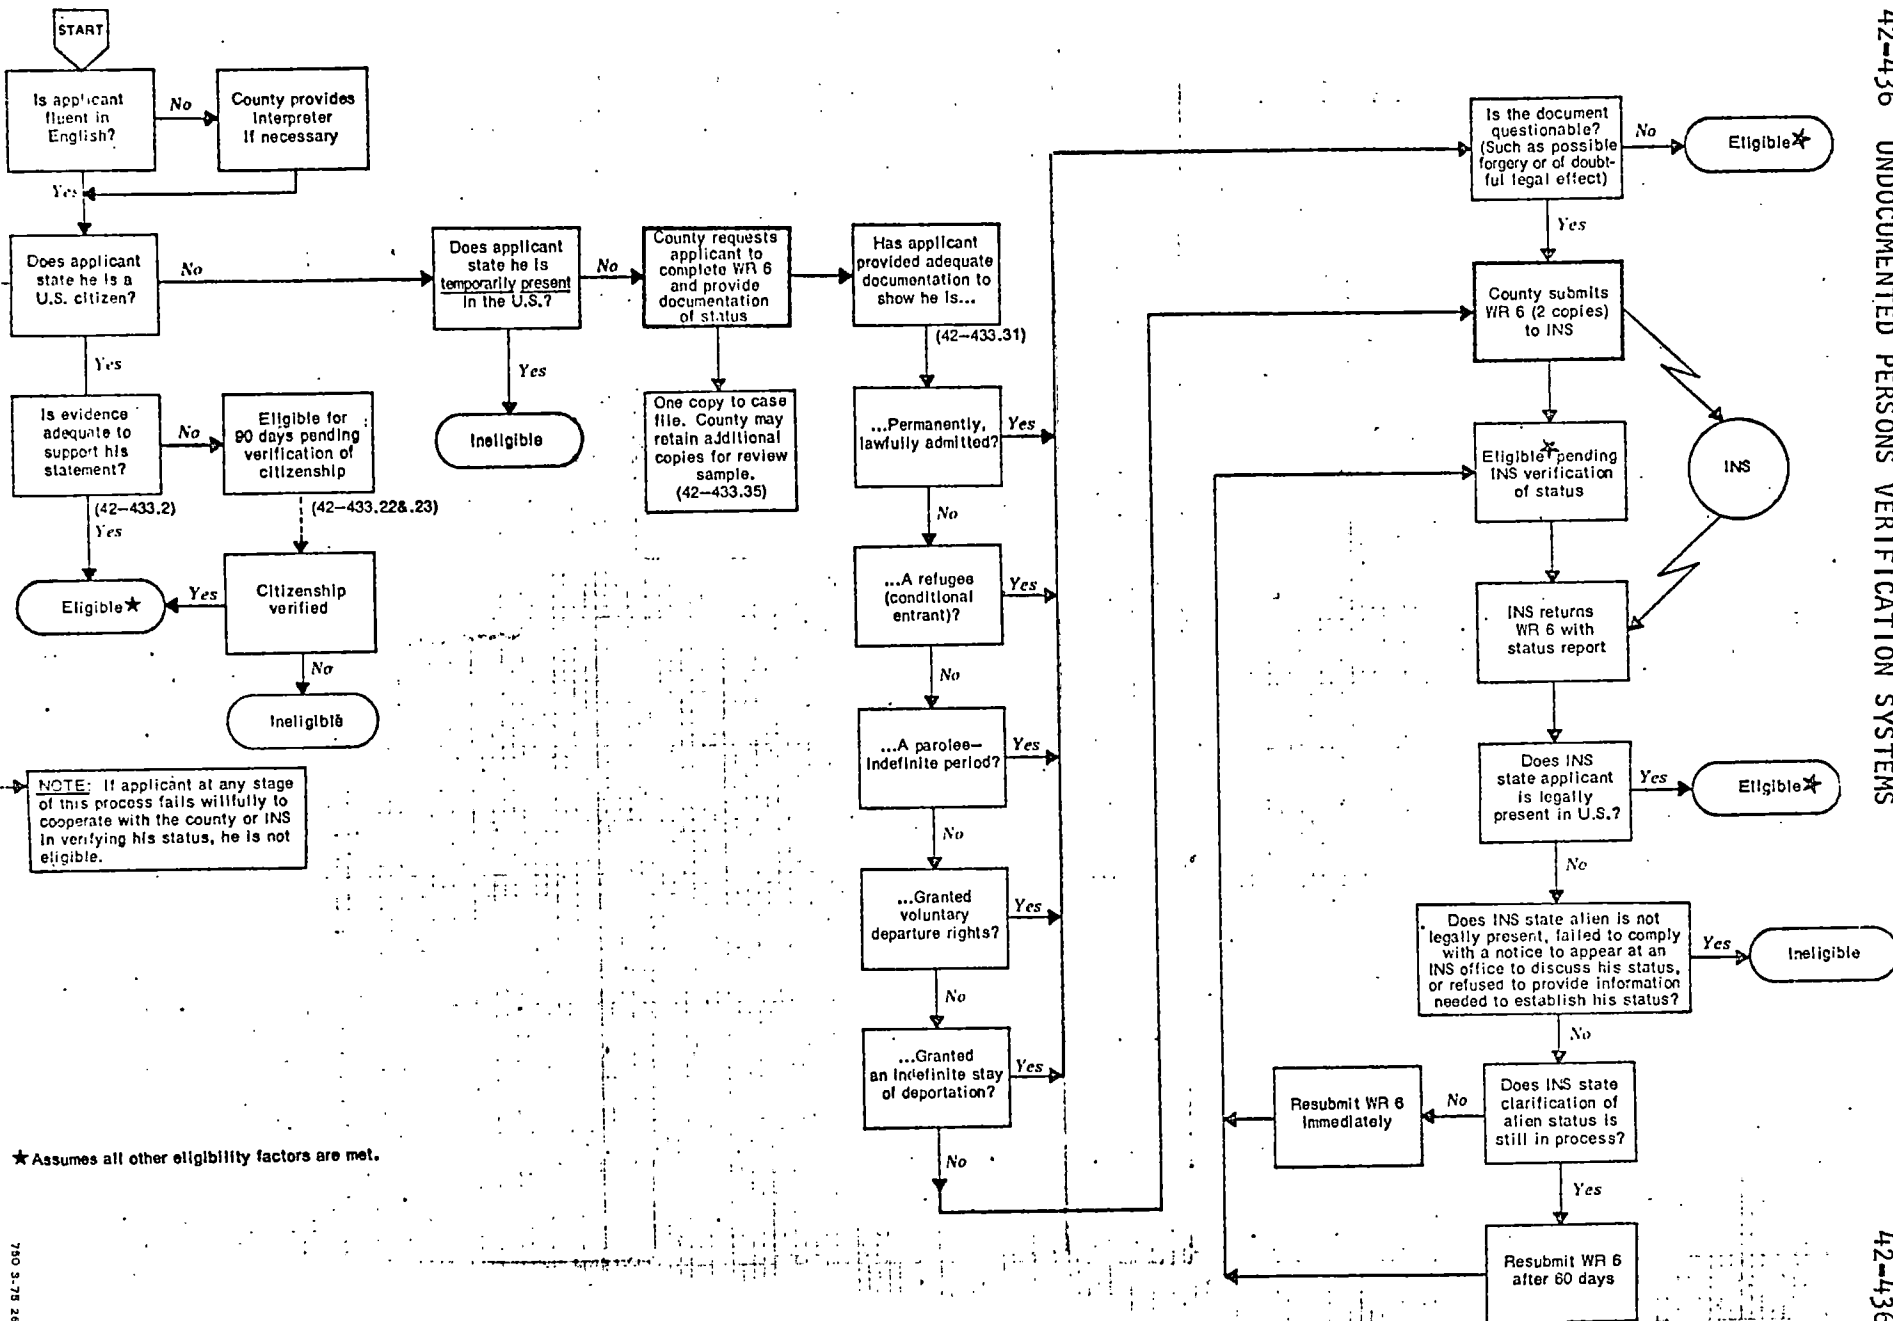 42-436 UNDOCUMENTED PERSONS VERIFICATION SYSTEMS
START
Is applicant
fluent in
English?
No
County provides
Interpreter
If necessary
Yes
Does applicant
state he is a
U.S. citizen?
No
Yes
Is evidence
adequate to
support his
statement?
(42-433.2)
No
Eligible for
90 days pending
verification of
citizenship
(42-433.22&.23)
Yes
Eligible★
Yes
Citizenship
verified
No
Ineligible
NOTE: If applicant at any stage
of this process fails willfully to
cooperate with the county or INS
in verifying his status, he is not
eligible.
★Assumes all other eligibility factors are met.
Does applicant
state he is
temporarily present
in the U.S.?
No
Yes
Ineligible
County requests
applicant to
complete WR 6
and provide
documentation
of status
One copy to case
file. County may
retain additional
copies for review
sample.
(42-433.35)
Has applicant
provided adequate
documentation to
show he is...
(42-433.31)
...Permanently,
lawfully admitted?
Yes
No
...A refugee
(conditional
entrant)?
Yes
No
...A parolee—
indefinite period?
Yes
No
...Granted
voluntary
departure rights?
Yes
No
...Granted
an indefinite stay
of deportation?
Yes
No
Is the document
questionable?
(Such as possible
forgery or of doubt-
ful legal effect)
No
Eligible★
Yes
County submits
WR 6 (2 copies)
to INS
INS
Eligible★pending
INS verification
of status
INS returns
WR 6 with
status report
Does INS
state applicant
is legally
present in U.S.?
Yes
Eligible★
No
Does INS state alien is not
legally present, failed to comply
with a notice to appear at an
INS office to discuss his status,
or refused to provide information
needed to establish his status?
Yes
Ineligible
No
Does INS state
clarification of
alien status is
still in process?
No
Resubmit WR 6
Immediately
Yes
Resubmit WR 6
after 60 days
42-436